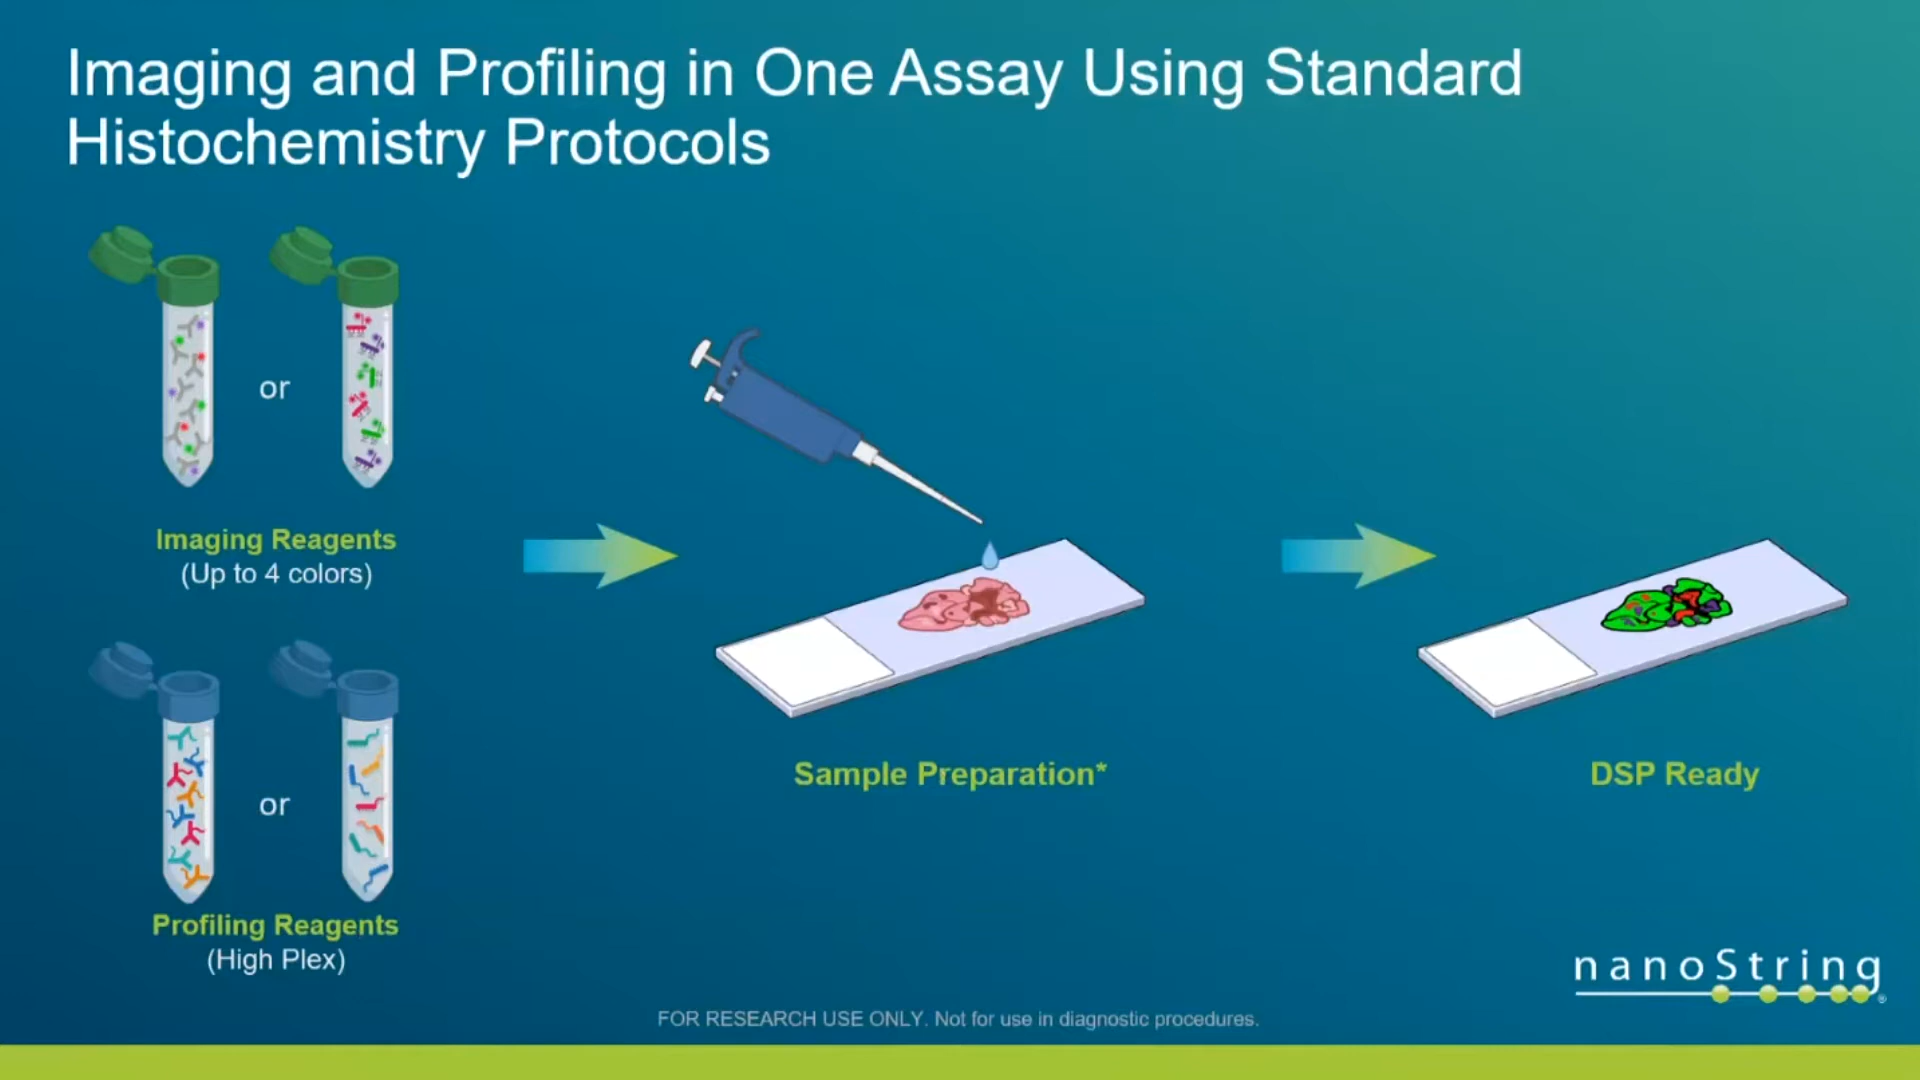 Imaging and Profiling in One Assay Using Standard
Histochemistry Protocols
or
Imaging Reagents
(Up to 4 colors)
or
Profiling Reagents
(High Plex)
Sample Preparation*
DSP Ready
nanoString®
FOR RESEARCH USE ONLY. Not for use in diagnostic procedures.